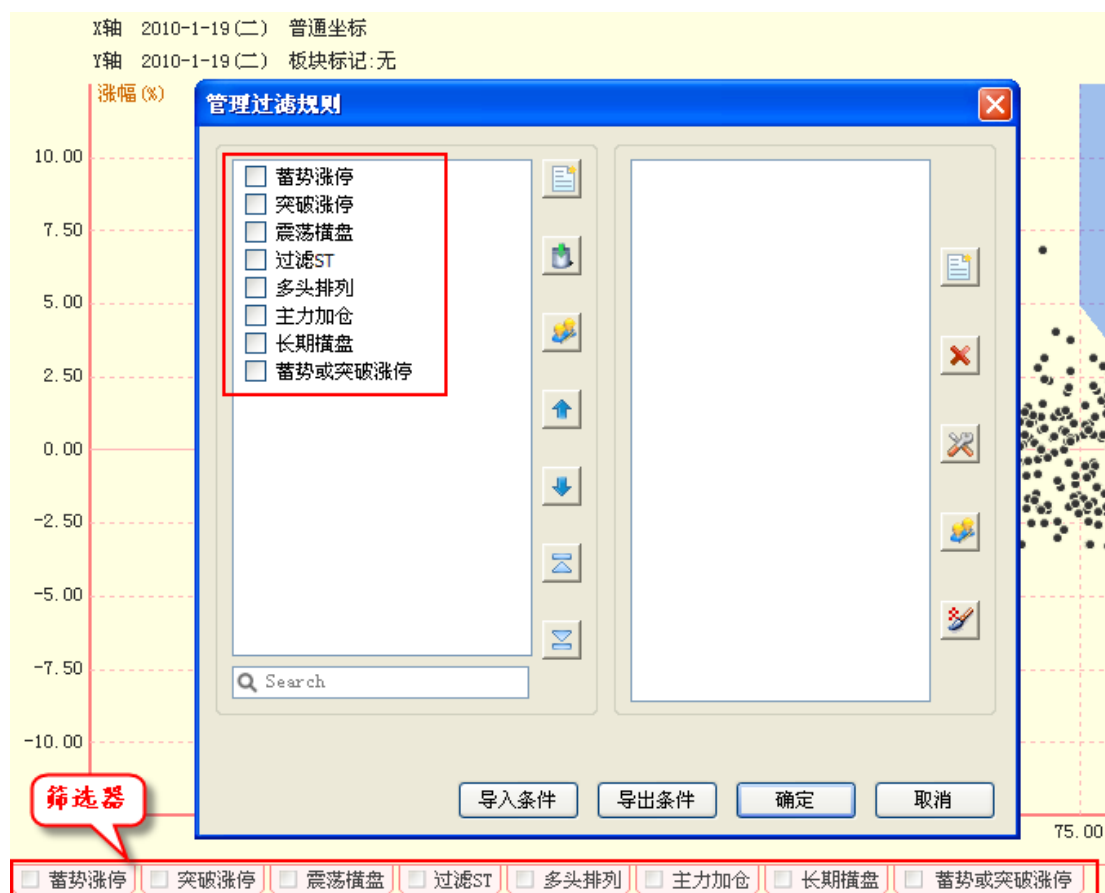 X轴 2010-1-19(二) 普通坐标
Y轴 2010-1-19(二) 板块标记:无
涨幅(%)
管理过滤规则
10.00
7.50
5.00
2.50
0.00
-2.50
-5.00
-7.50
-10.00
蓄势涨停
突破涨停
震荡横盘
过滤ST
多头排列
主力加仓
长期横盘
蓄势或突破涨停
Search
导入条件 导出条件 确定 取消
筛选器
75.00
蓄势涨停 突破涨停 震荡横盘 过滤ST 多头排列 主力加仓 长期横盘 蓄势或突破涨停